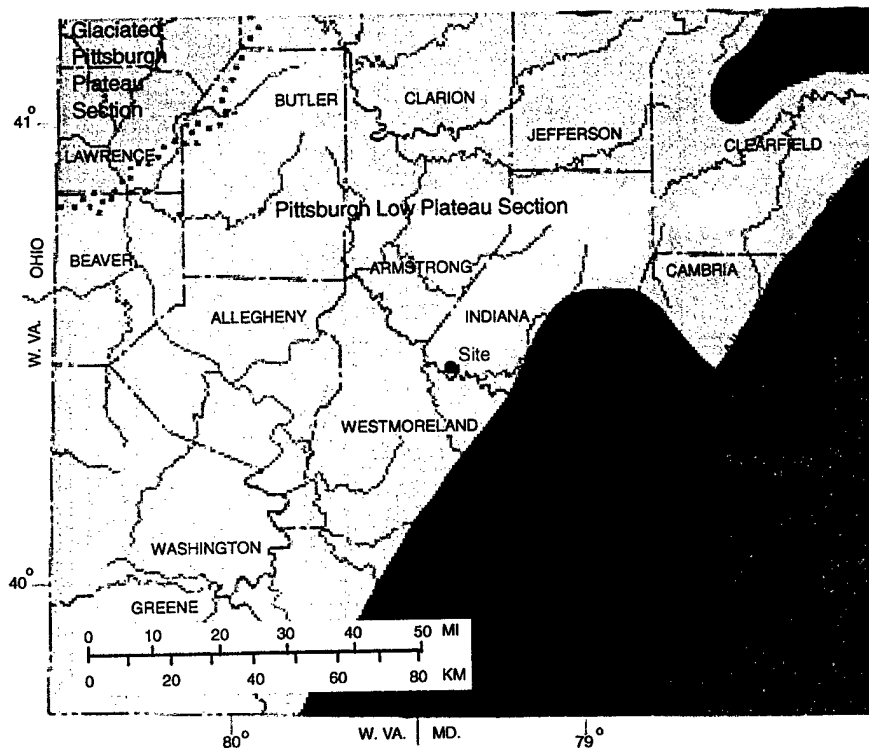 Glaciated
Pittsburgh
Plateau
Section
BUTLER
CLARION
41°
JEFFERSON
CLEARFIELD
LAWRENCE
Pittsburgh Low Plateau Section
OHIO
W. VA.
BEAVER
ARMSTRONG
CAMBRIA
ALLEGHENY
INDIANA
Site
WESTMORELAND
WASHINGTON
40°
GREENE
0 10 20 30 40 50 MI
0 20 40 60 80 KM
80° W. VA. MD. 79°